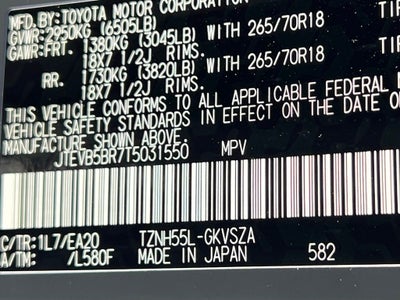 MFD.BY:TOYOTA MOTOR CORPORATION
GVWR:2950KG (6505LB)
GAWR:FRT. 1380KG (3045LB) WITH 265/70R18
18X7 1/2J RIMS.
RR. 1730KG (3820LB) WITH 265/70R18
18X7 1/2J RIMS.
THIS VEHICLE CONFORMS TO ALL APPLICABLE FEDERAL
VEHICLE SAFETY STANDARDS IN EFFECT ON THE DATE O
MANUFACTURE SHOWN ABOVE.
JTEVB5BR7T5031550 MPV
C/TR:1L7/EA20 TZNH55L-GKVSZA
A/TM: /L580F MADE IN JAPAN 582